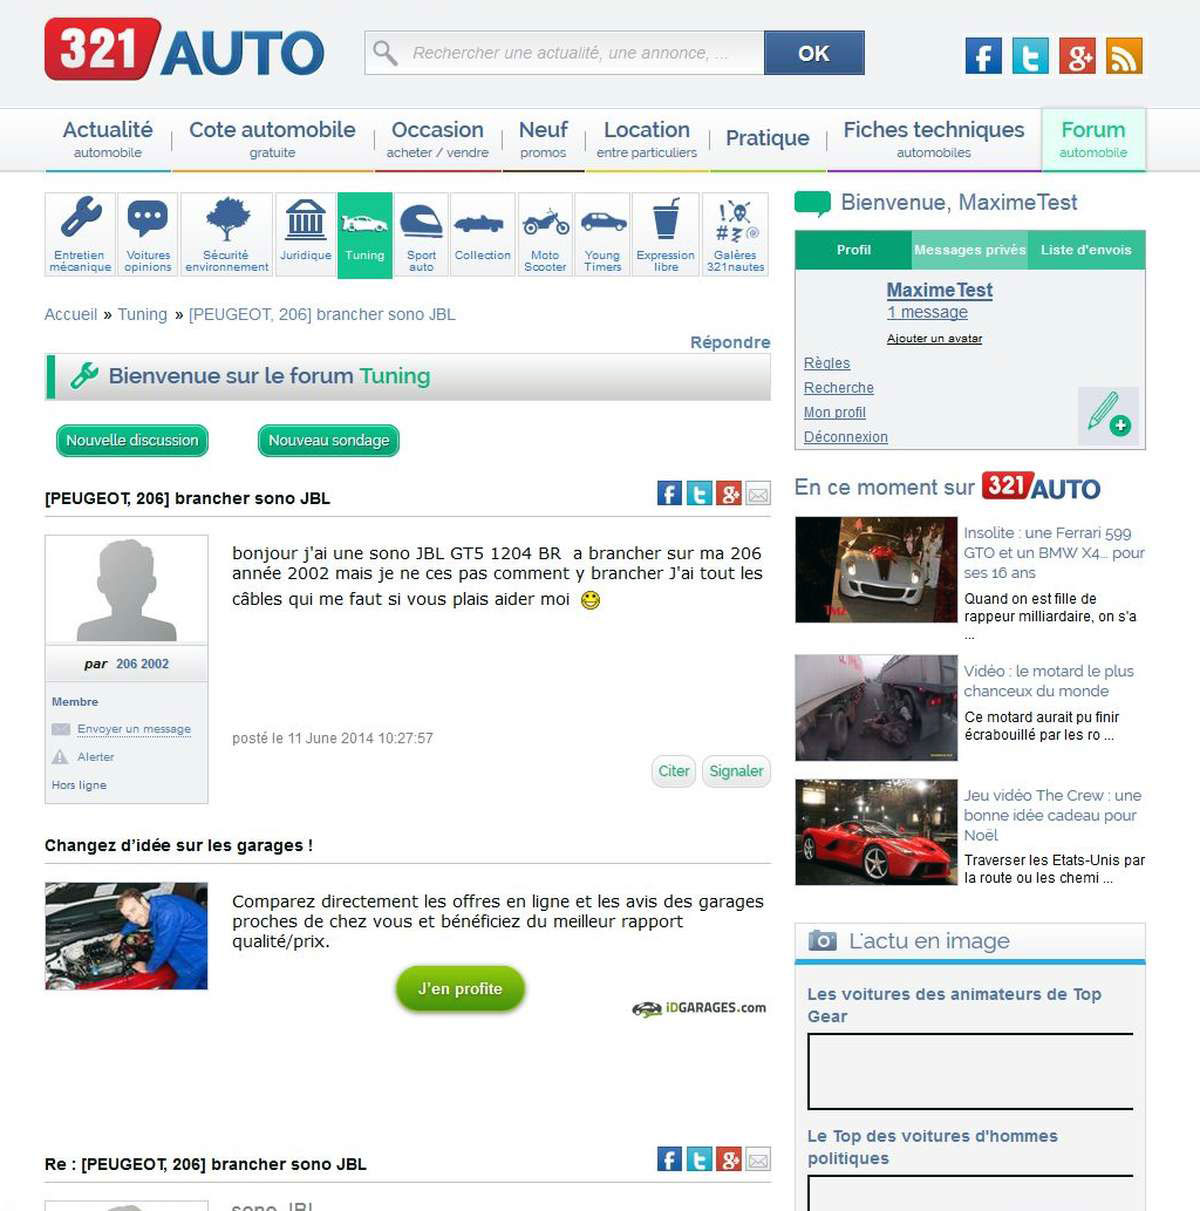 321 AUTO
Rechercher une actualité, une annonce, ...
OK
Actualité
automobile
Cote automobile
gratuite
Occasion
acheter / vendre
Neuf
promos
Location
entre particuliers
Pratique
Fiches techniques
automobiles
Forum
automobile
Entretien
mécanique
Voitures
opinions
Sécurité
environnement
Juridique
Tuning
Sport
auto
Collection
Moto
Scooter
Young
Timers
Expression
libre
Galères
321nautes
Accueil » Tuning » [PEUGEOT, 206] brancher sono JBL
Répondre
Bienvenue sur le forum Tuning
Nouvelle discussion
Nouveau sondage
[PEUGEOT, 206] brancher sono JBL
par 206 2002
Membre
Envoyer un message
Alerter
Hors ligne
bonjour j'ai une sono JBL GT5 1204 BR a brancher sur ma 206
année 2002 mais je ne ces pas comment y brancher J'ai tout les
câbles qui me faut si vous plais aider moi
posté le 11 June 2014 10:27:57
Citer
Signaler
Changez d’idée sur les garages !
Comparez directement les offres en ligne et les avis des garages
proches de chez vous et bénéficiez du meilleur rapport
qualité/prix.
J'en profite
iDGARAGES.com
Re : [PEUGEOT, 206] brancher sono JBL
sono JBL
Bienvenue, MaximeTest
Profil
Messages privés
Liste d'envois
MaximeTest
1 message
Ajouter un avatar
Règles
Recherche
Mon profil
Déconnexion
En ce moment sur 321 AUTO
TMZ
Insolite : une Ferrari 599
GTO et un BMW X4... pour
ses 16 ans
Quand on est fille de
rappeur milliardaire, on s'a
...
Vidéo : le motard le plus
chanceux du monde
Ce motard aurait pu finir
écrabouillé par les ro ...
Jeu vidéo The Crew : une
bonne idée cadeau pour
Noël
Traverser les Etats-Unis par
la route ou les chemi ...
L'actu en image
Les voitures des animateurs de Top
Gear
Le Top des voitures d'hommes
politiques